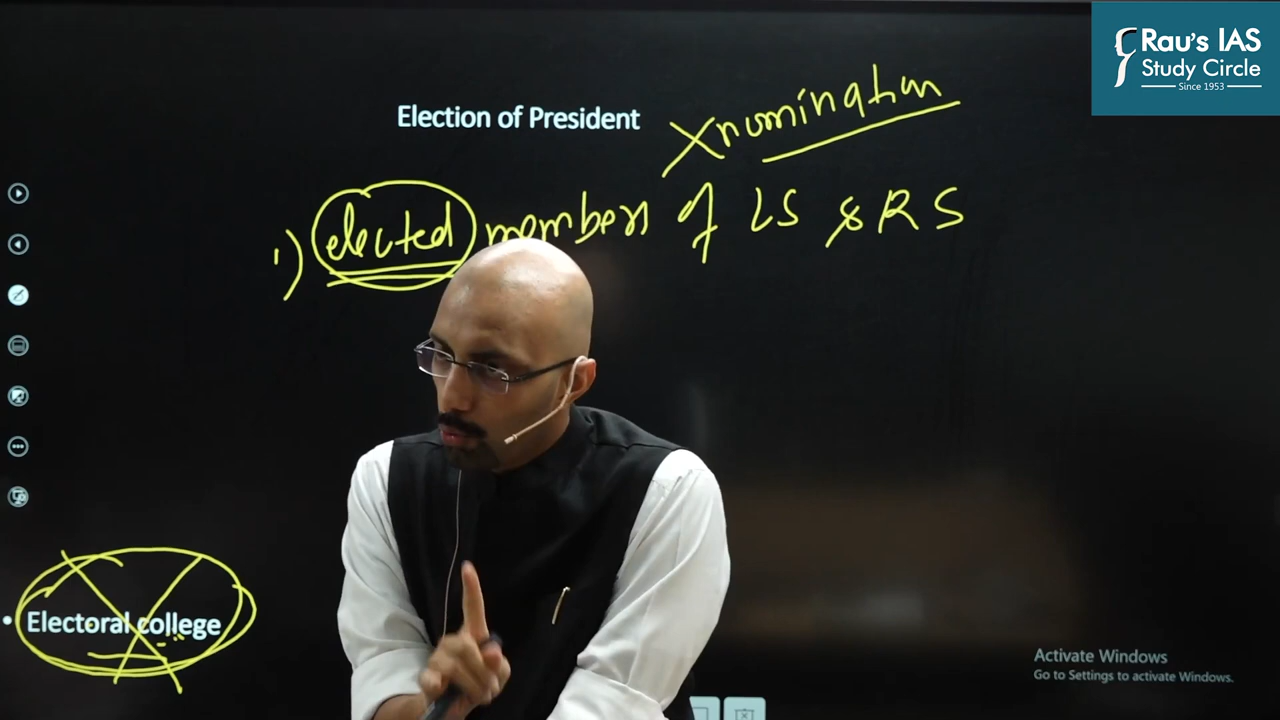 Rau's IAS
Study Circle
Since 1953
Election of President
X nomination
1) elected members of LS & RS
• Electoral college
Activate Windows
Go to Settings to activate Windows.